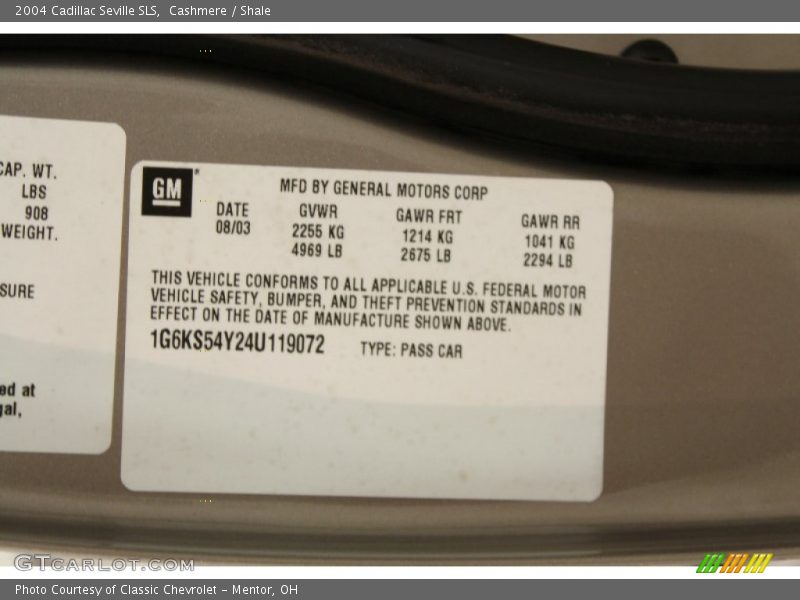 2004 Cadillac Seville SLS,  Cashmere / Shale
CAP. WT.
LBS
908
WEIGHT.
SURE
ed at
gal,
GM
MFD BY GENERAL MOTORS CORP
DATE GVWR GAWR FRT GAWR RR
08/03 2255 KG 1214 KG 1041 KG
4969 LB 2675 LB 2294 LB
THIS VEHICLE CONFORMS TO ALL APPLICABLE U.S. FEDERAL MOTOR
VEHICLE SAFETY, BUMPER, AND THEFT PREVENTION STANDARDS IN
EFFECT ON THE DATE OF MANUFACTURE SHOWN ABOVE.
1G6KS54Y24U119072 TYPE: PASS CAR
GTCARLOT.COM
Photo Courtesy of Classic Chevrolet - Mentor, OH